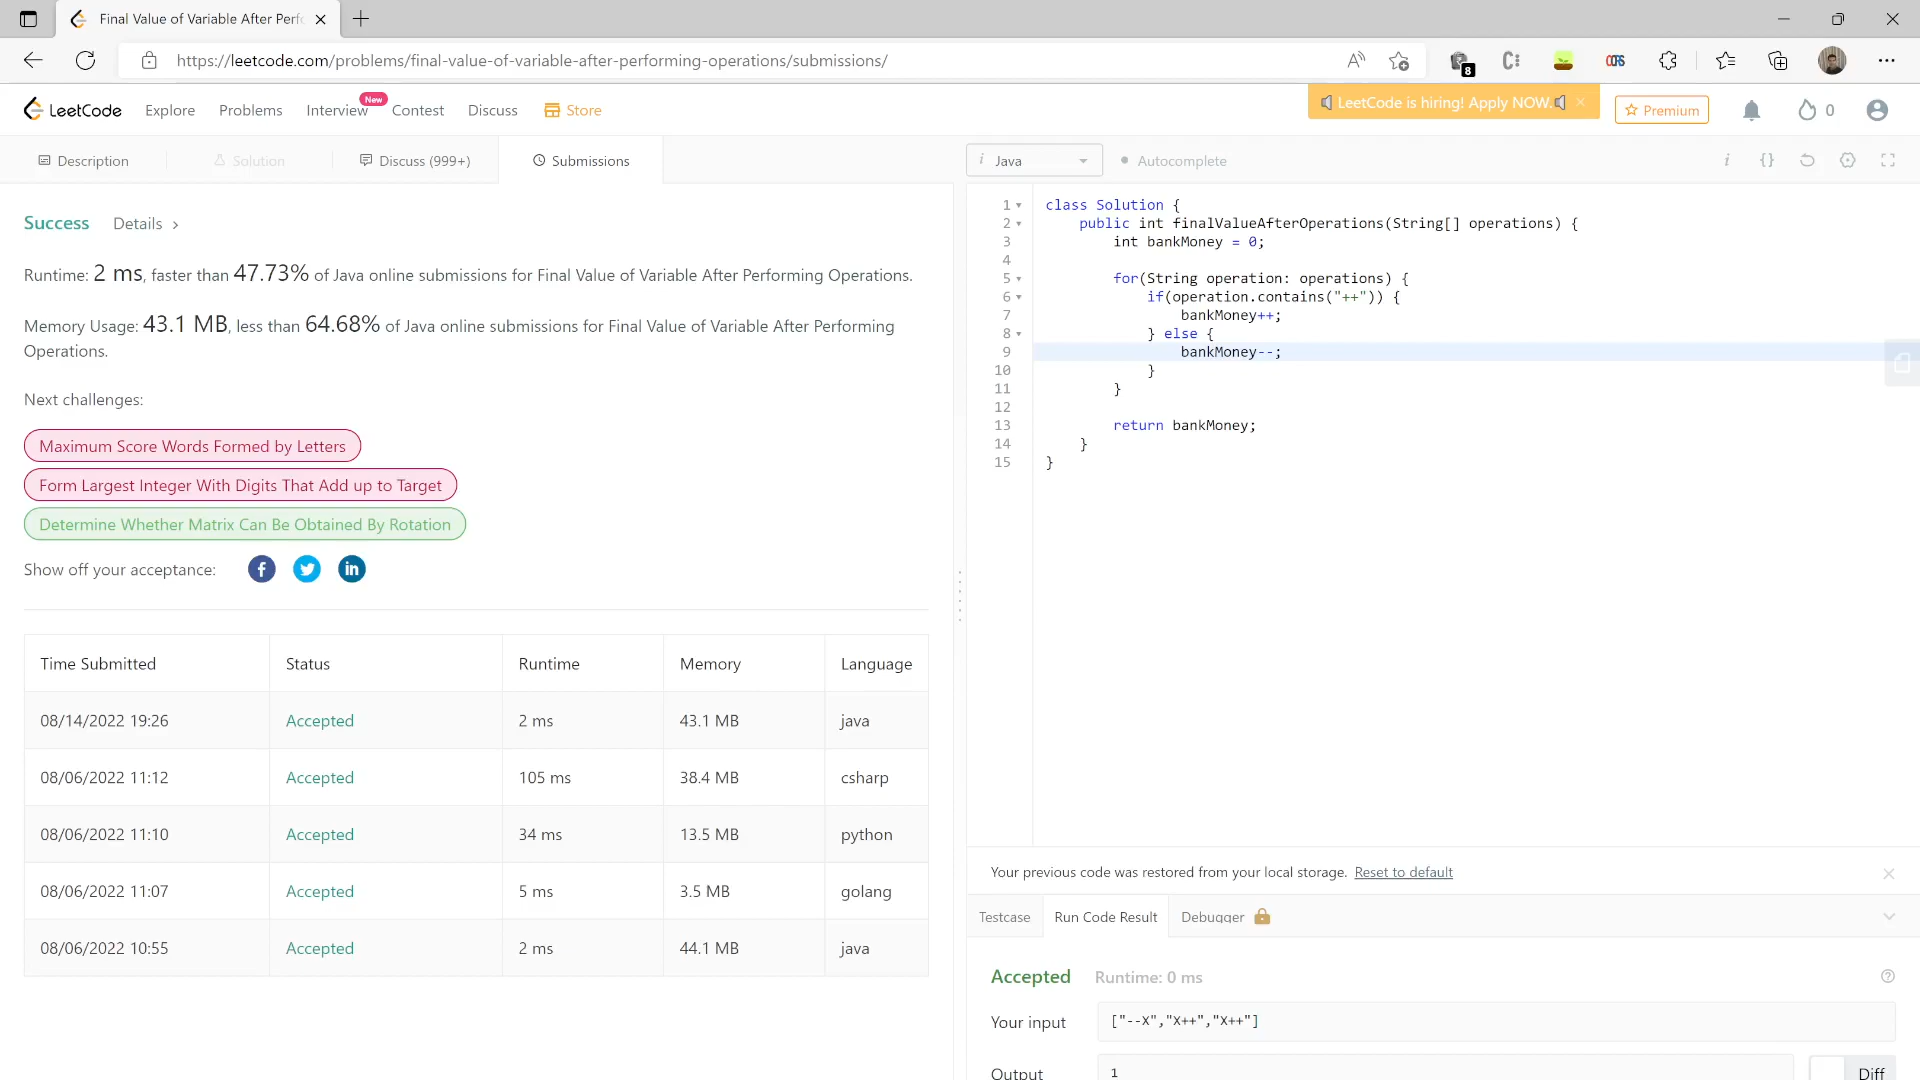 Final Value of Variable After Perfo
https://leetcode.com/problems/final-value-of-variable-after-performing-operations/submissions/
8
LeetCode
Explore
Problems
Interview
New
Contest
Discuss
Store
LeetCode is hiring! Apply NOW.
Premium
0
Description
Solution
Discuss (999+)
Submissions
i Java
Autocomplete
Success
Details
Runtime: 2 ms, faster than 47.73% of Java online submissions for Final Value of Variable After Performing Operations.
Memory Usage: 43.1 MB, less than 64.68% of Java online submissions for Final Value of Variable After Performing
Operations.
Next challenges:
Maximum Score Words Formed by Letters
Form Largest Integer With Digits That Add up to Target
Determine Whether Matrix Can Be Obtained By Rotation
Show off your acceptance:
Time Submitted Status Runtime Memory Language
08/14/2022 19:26 Accepted 2 ms 43.1 MB java
08/06/2022 11:12 Accepted 105 ms 38.4 MB csharp
08/06/2022 11:10 Accepted 34 ms 13.5 MB python
08/06/2022 11:07 Accepted 5 ms 3.5 MB golang
08/06/2022 10:55 Accepted 2 ms 44.1 MB java
1 class Solution {
2 public int finalValueAfterOperations(String[] operations) {
3 int bankMoney = 0;
4
5 for(String operation: operations) {
6 if(operation.contains("++")) {
7 bankMoney++;
8 } else {
9 bankMoney--;
10 }
11 }
12
13 return bankMoney;
14 }
15 }
Your previous code was restored from your local storage. Reset to default
Testcase
Run Code Result
Debugger
Accepted
Runtime: 0 ms
Your input
["--X","X++","X++"]
Output
1
Diff